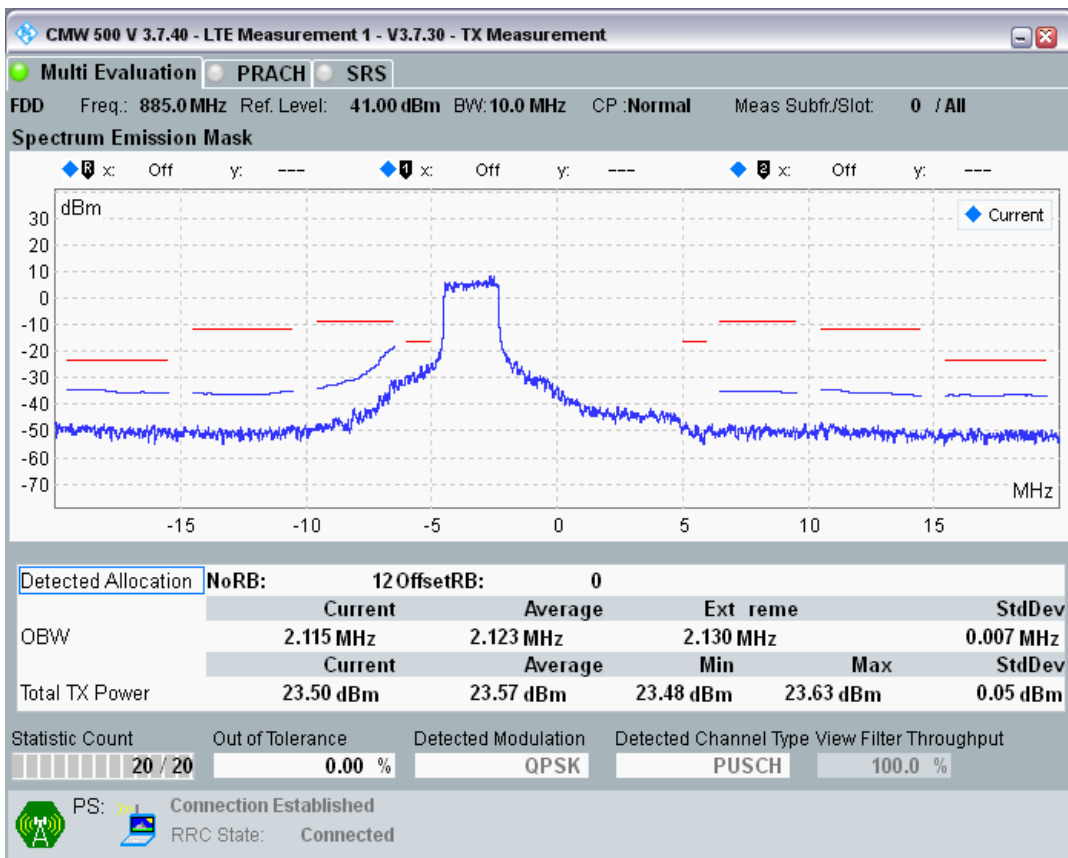 CMW 500 V 3.7.40 - LTE Measurement 1 - V3.7.30 - TX Measurement
Multi Evaluation PRACH SRS
FDD Freq.: 885.0 MHz Ref. Level: 41.00 dBm BW: 10.0 MHz CP :Normal Meas Subfr./Slot: 0 / All
Spectrum Emission Mask
R x: Off y: --- 1 x: Off y: --- 2 x: Off y: ---
dBm
Current
30
20
10
0
-10
-20
-30
-40
-50
-60
-70
MHz
-15 -10 -5 0 5 10 15
Detected Allocation NoRB: 12 OffsetRB: 0
Current Average Ext reme StdDev
OBW 2.115 MHz 2.123 MHz 2.130 MHz 0.007 MHz
Current Average Min Max StdDev
Total TX Power 23.50 dBm 23.57 dBm 23.48 dBm 23.63 dBm 0.05 dBm
Statistic Count Out of Tolerance Detected Modulation Detected Channel Type View Filter Throughput
20 / 20 0.00 % QPSK PUSCH 100.0 %
PS: Connection Established
RRC State: Connected